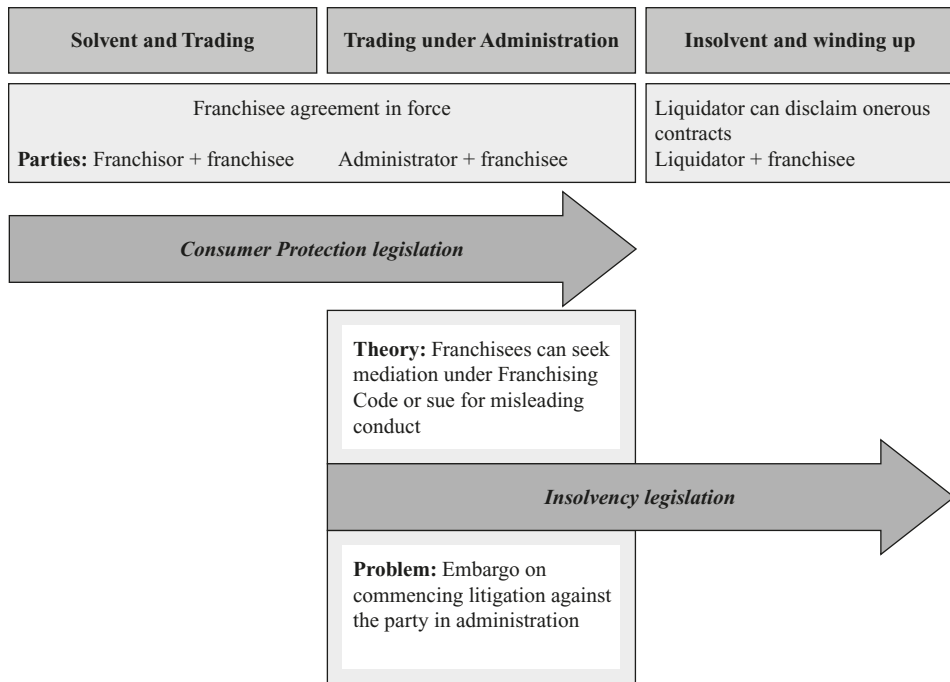 Solvent and Trading
Trading under Administration
Insolvent and winding up
Franchisee agreement in force
Parties: Franchisor + franchisee
Administrator + franchisee
Liquidator can disclaim onerous
contracts
Liquidator + franchisee
Consumer Protection legislation
Theory: Franchisees can seek
mediation under Franchising
Code or sue for misleading
conduct
Insolvency legislation
Problem: Embargo on
commencing litigation against
the party in administration